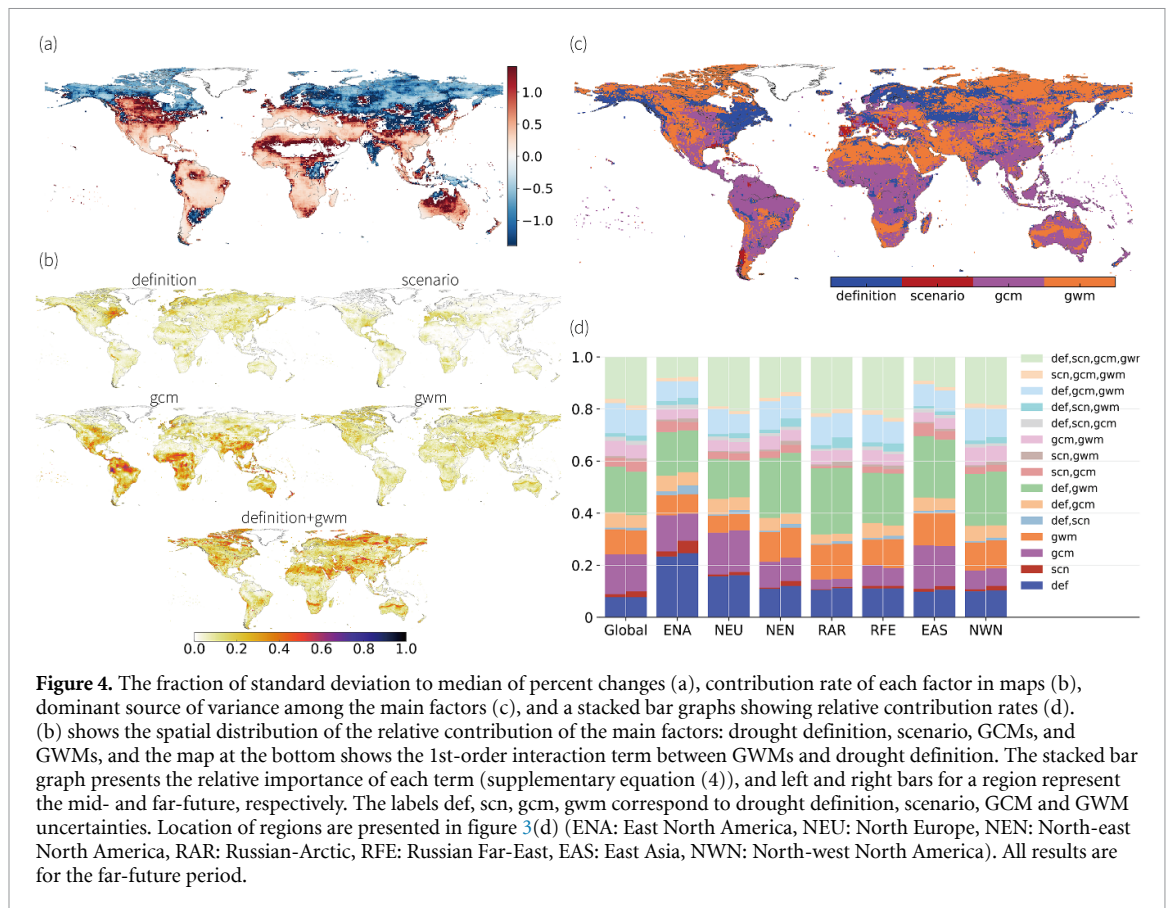 (a)
1.0
0.5
0.0
−0.5
−1.0
(c)
definition
scenario
gcm
gwm
(b)
definition
scenario
gcm
gwm
definition+gwm
0.0 0.2 0.4 0.6 0.8 1.0
(d)
1.0
0.8
0.6
0.4
0.2
0
Global ENA NEU NEN RAR RFE EAS NWN
def,scn,gcm,gwr
scn,gcm,gwm
def,gcm,gwm
def,scn,gwm
def,scn,gcm
gcm,gwm
scn,gwm
scn,gcm
def,gwm
def,gcm
def,scn
gwm
gcm
scn
def
Figure 4. The fraction of standard deviation to median of percent changes (a), contribution rate of each factor in maps (b),
dominant source of variance among the main factors (c), and a stacked bar graphs showing relative contribution rates (d).
(b) shows the spatial distribution of the relative contribution of the main factors: drought definition, scenario, GCMs, and
GWMs, and the map at the bottom shows the 1st-order interaction term between GWMs and drought definition. The stacked bar
graph presents the relative importance of each term (supplementary equation (4)), and left and right bars for a region represent
the mid- and far-future, respectively. The labels def, scn, gcm, gwm correspond to drought definition, scenario, GCM and GWM
uncertainties. Location of regions are presented in figure 3(d) (ENA: East North America, NEU: North Europe, NEN: North-east
North America, RAR: Russian-Arctic, RFE: Russian Far-East, EAS: East Asia, NWN: North-west North America). All results are
for the far-future period.